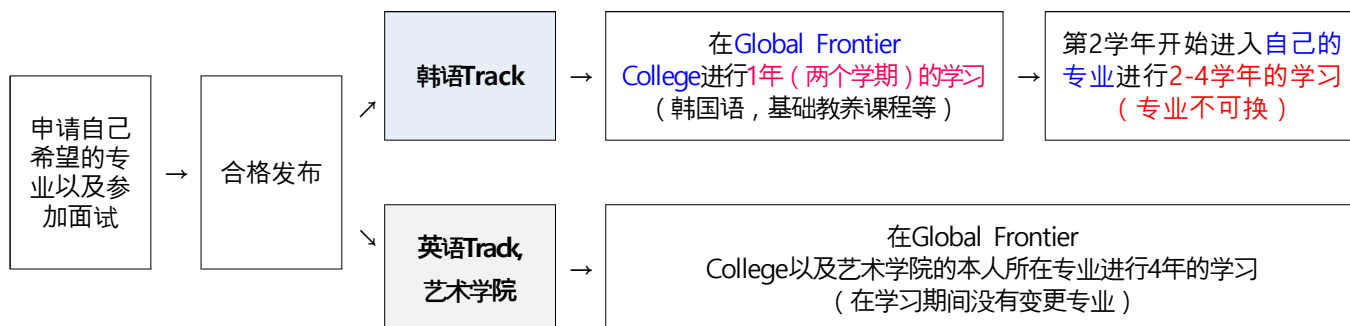 申请自己
希望的专
业以及参
加面试
→
合格发布
↗
韩语Track
→
在Global Frontier
College进行1年（两个学期）的学习
（韩国语，基础教养课程等）
→
第2学年开始进入自己的
专业进行2-4学年的学习
（专业不可换）
↘
英语Track,
艺术学院
→
在Global Frontier
College以及艺术学院的本人所在专业进行4年的学习
（在学习期间没有变更专业）